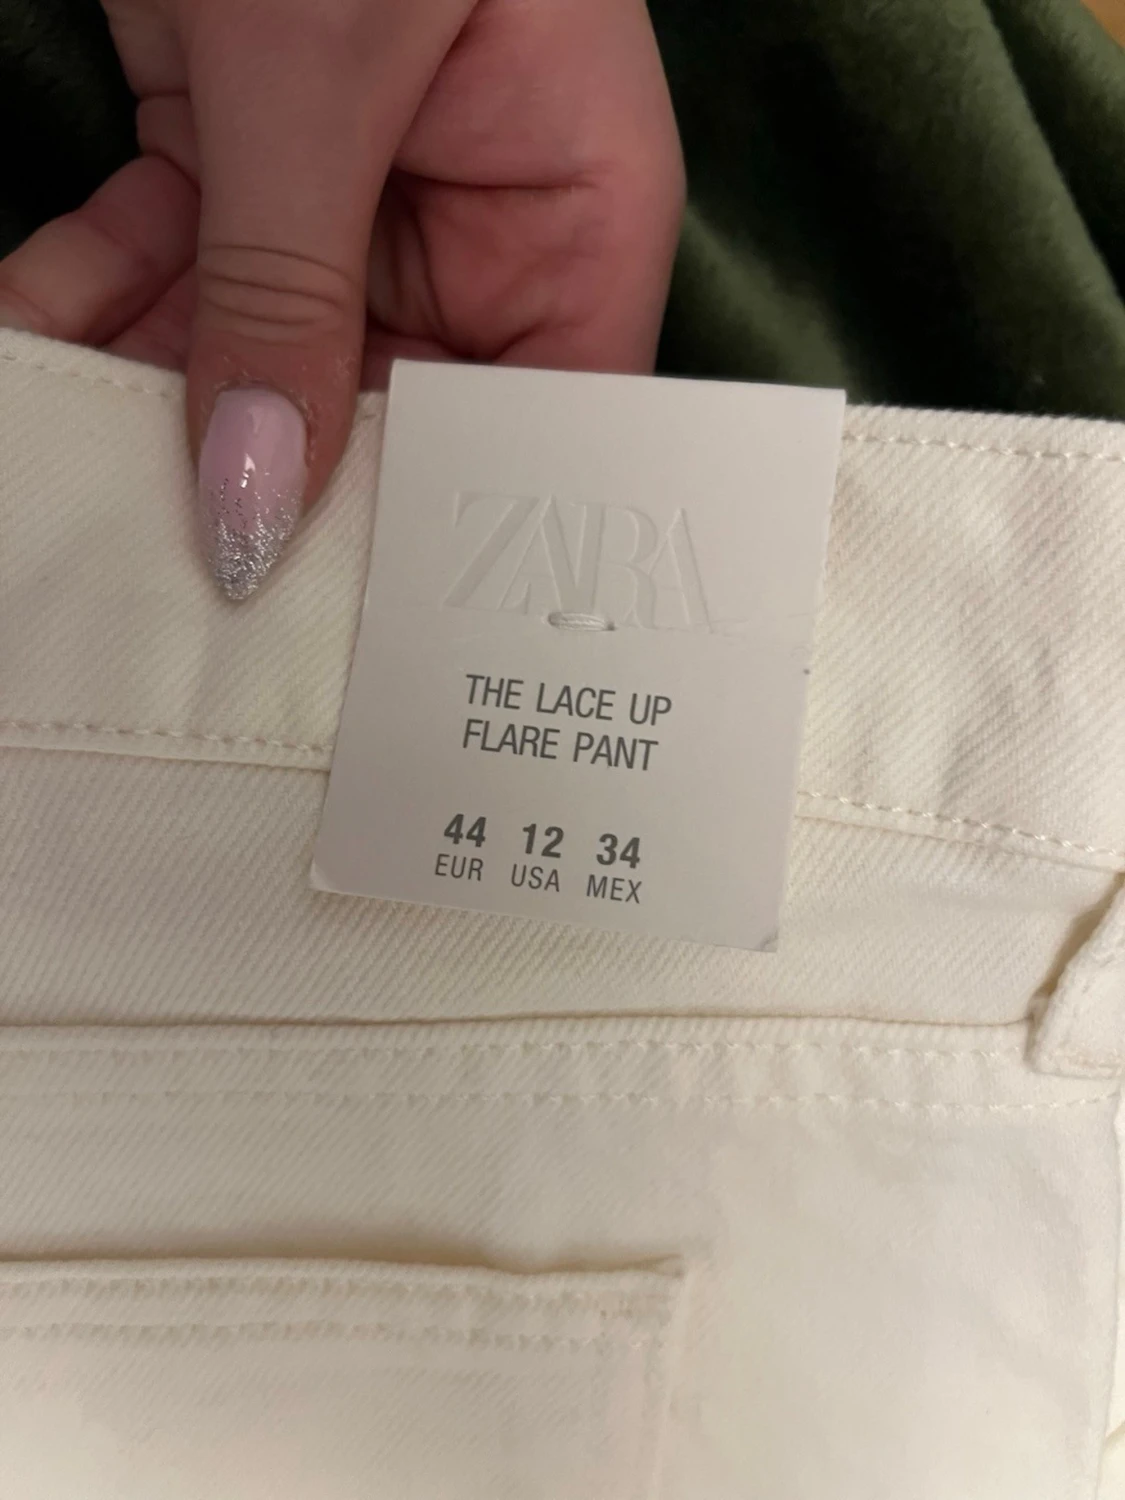 ZARA
THE LACE UP
FLARE PANT
44 12 34
EUR USA MEX